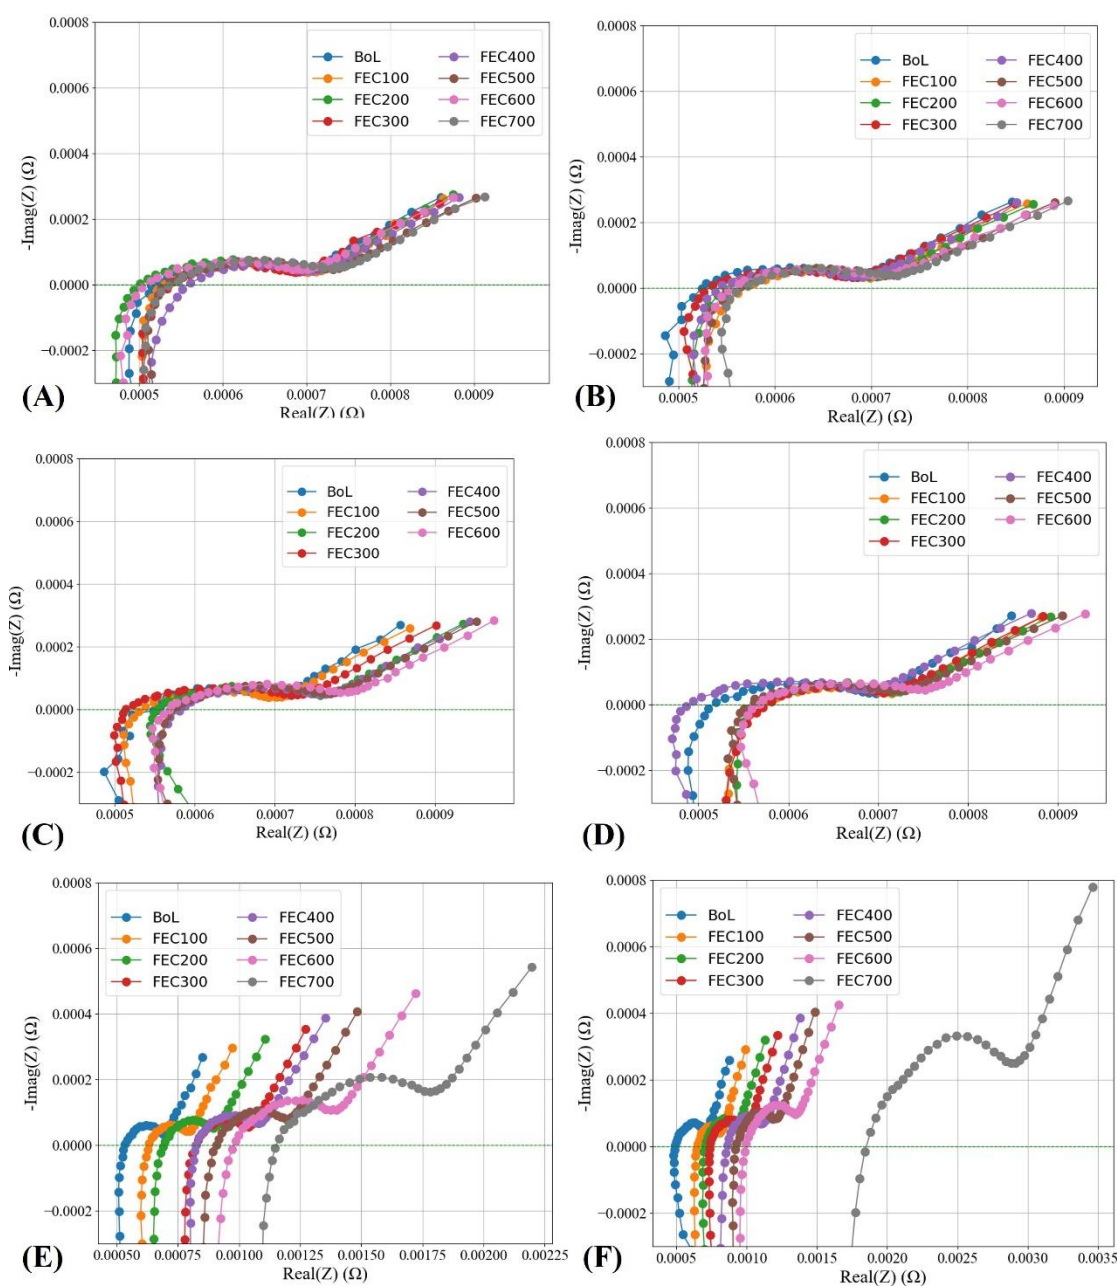 0.0008
0.0006
0.0004
0.0002
0.0000
−0.0002
-Imag(Z) (Ω)
BoL FEC400
FEC100 FEC500
FEC200 FEC600
FEC300 FEC700
0.0005 0.0006 0.0007 0.0008 0.0009
Real(Z) (Ω)
(A)
0.0008
0.0006
0.0004
0.0002
0.0000
−0.0002
-Imag(Z) (Ω)
BoL FEC400
FEC100 FEC500
FEC200 FEC600
FEC300 FEC700
0.0005 0.0006 0.0007 0.0008 0.0009
Real(Z) (Ω)
(B)
0.0008
0.0006
0.0004
0.0002
0.0000
−0.0002
-Imag(Z) (Ω)
BoL FEC400
FEC100 FEC500
FEC200 FEC600
FEC300
0.0005 0.0006 0.0007 0.0008 0.0009
Real(Z) (Ω)
(C)
0.0008
0.0006
0.0004
0.0002
0.0000
−0.0002
-Imag(Z) (Ω)
BoL FEC400
FEC100 FEC500
FEC200 FEC600
FEC300
0.0005 0.0006 0.0007 0.0008 0.0009
Real(Z) (Ω)
(D)
0.0008
0.0006
0.0004
0.0002
0.0000
−0.0002
-Imag(Z) (Ω)
BoL FEC400
FEC100 FEC500
FEC200 FEC600
FEC300 FEC700
0.00050 0.00075 0.00100 0.00125 0.00150 0.00175 0.00200 0.00225
Real(Z) (Ω)
(E)
0.0008
0.0006
0.0004
0.0002
0.0000
−0.0002
-Imag(Z) (Ω)
BoL FEC400
FEC100 FEC500
FEC200 FEC600
FEC300 FEC700
0.0005 0.0010 0.0015 0.0020 0.0025 0.0030 0.0035
Real(Z) (Ω)
(F)